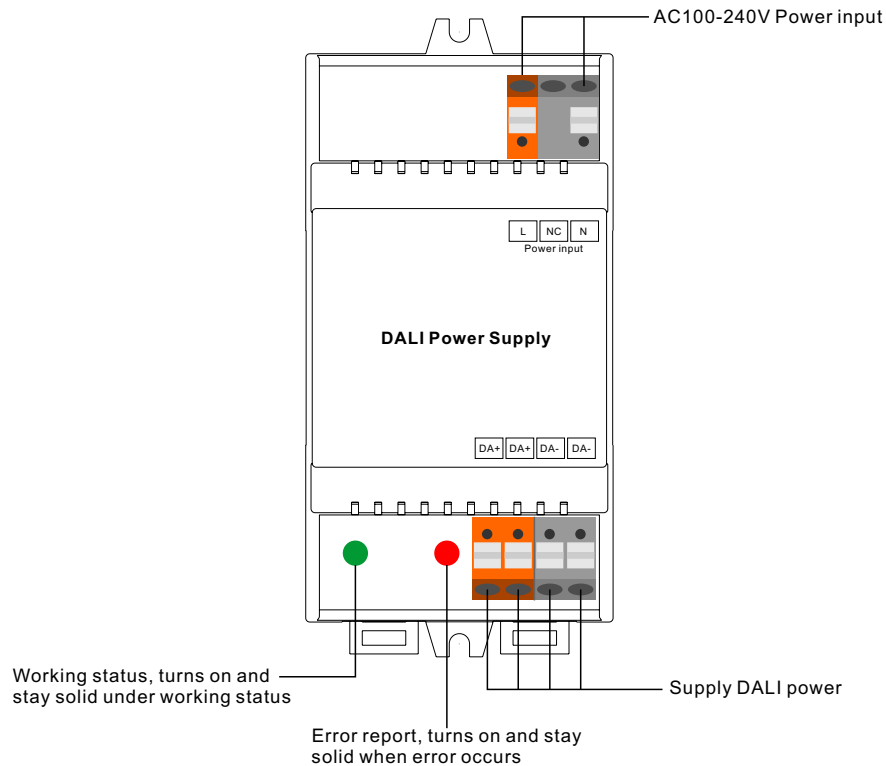 AC100-240V Power input
L NC N
Power input
DALI Power Supply
DA+ DA+ DA- DA-
Working status, turns on and
stay solid under working status
Supply DALI power
Error report, turns on and stay
solid when error occurs